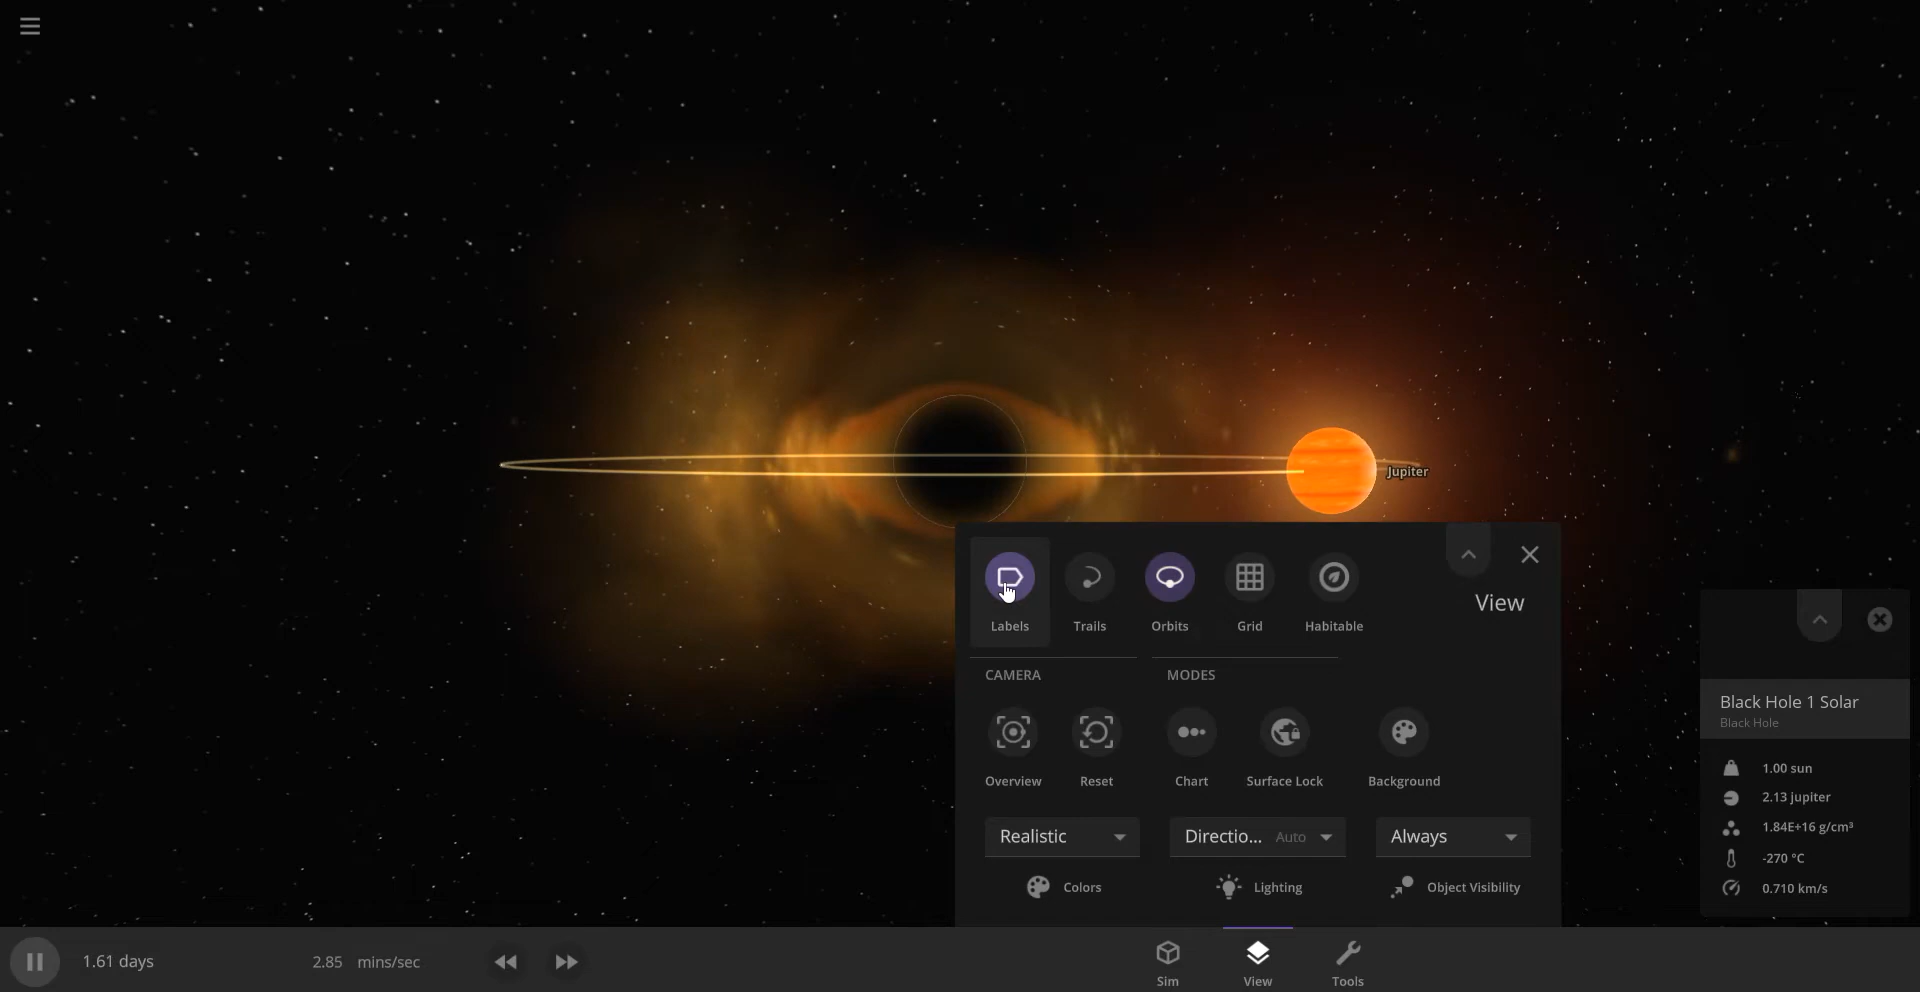 Jupiter
Labels
Trails
Orbits
Grid
Habitable
View
CAMERA
MODES
Overview
Reset
Chart
Surface Lock
Background
Realistic
Directio... Auto
Always
Colors
Lighting
Object Visibility
Black Hole 1 Solar
Black Hole
1.00 sun
2.13 jupiter
1.84E+16 g/cm³
-270 °C
0.710 km/s
1.61 days
2.85 mins/sec
Sim
View
Tools